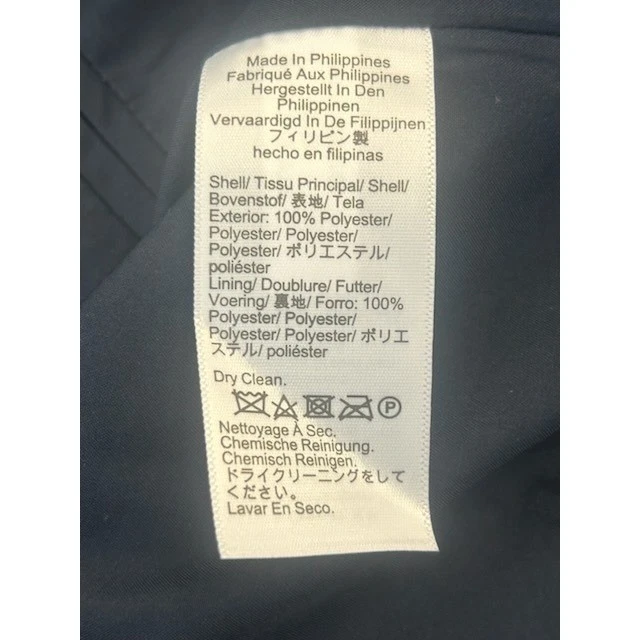 Made In Philippines
Fabriqué Aux Philippines
Hergestellt In Den
Philippinen
Vervaardigd In De Filippijnen
フィリピン製
hecho en filipinas
Shell/ Tissu Principal/ Shell/
Bovenstof/ 表地/ Tela
Exterior: 100% Polyester/
Polyester/ Polyester/
Polyester/ ポリエステル/
poliéster
Lining/ Doublure/ Futter/
Voering/ 裏地/ Forro: 100%
Polyester/ Polyester/
Polyester/ Polyester/ ポリエ
ステル/ poliéster
Dry Clean.
P
Nettoyage À Sec.
Chemische Reinigung.
Chemisch Reinigen.
ドライクリーニングをして
ください。
Lavar En Seco.